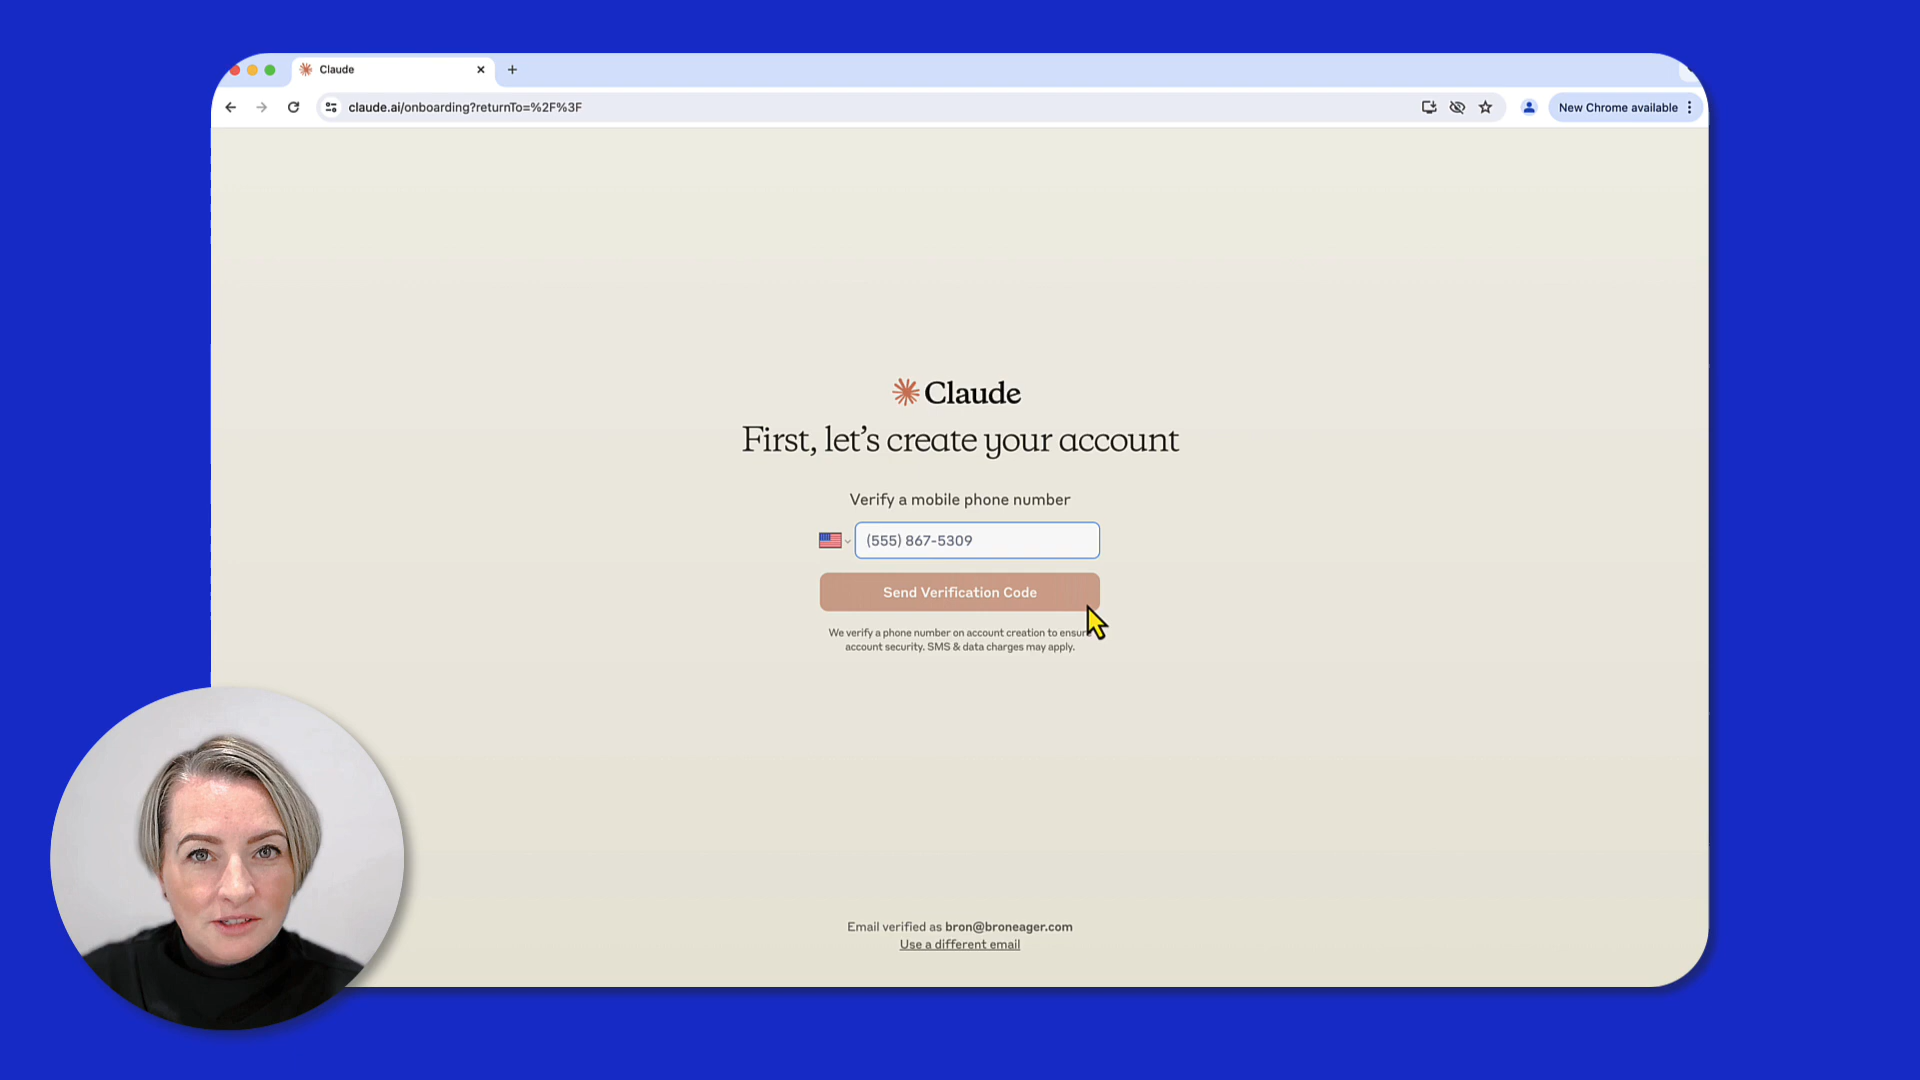 Claude
claude.ai/onboarding?returnTo=%2F%3F
New Chrome available
Claude
First, let's create your account
Verify a mobile phone number
(555) 867-5309
Send Verification Code
We verify a phone number on account creation to ensure
account security. SMS & data charges may apply.
Email verified as bron@broneager.com
Use a different email